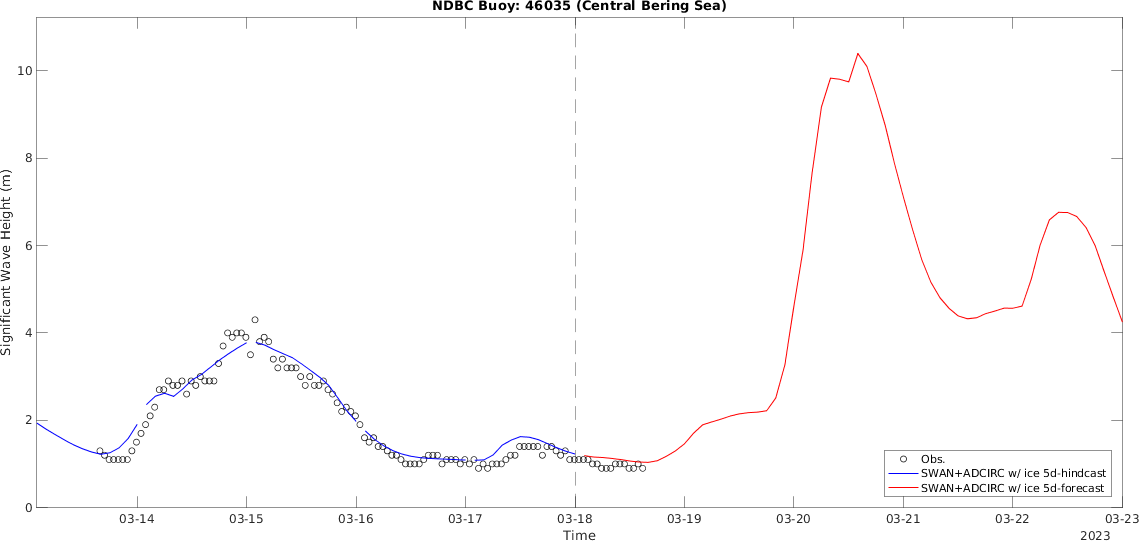 NDBC Buoy: 46035 (Central Bering Sea)
Significant Wave Height (m)
10
8
6
4
2
0
Obs.
SWAN+ADCIRC w/ ice 5d-hindcast
SWAN+ADCIRC w/ ice 5d-forecast
03-14 03-15 03-16 03-17 03-18 03-19 03-20 03-21 03-22 03-23
Time
2023